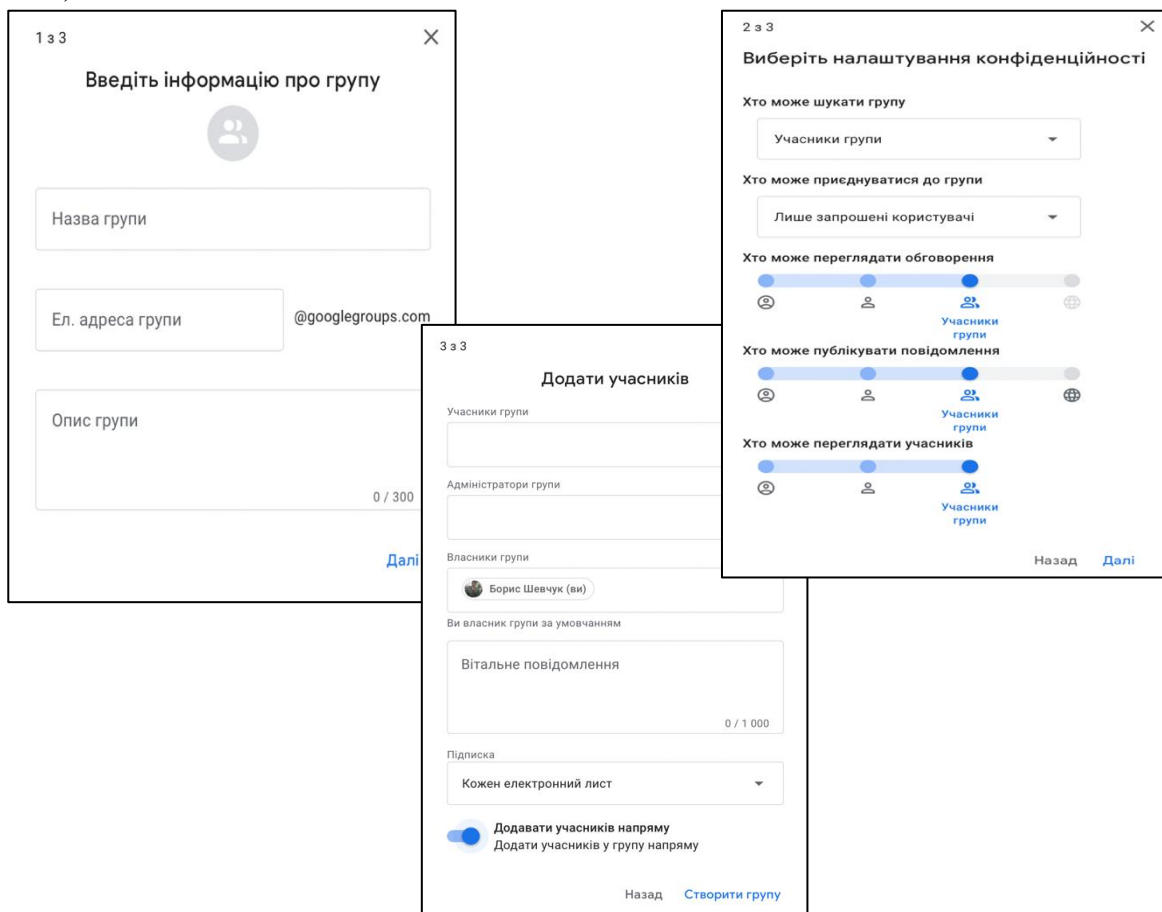 1 з 3
Введіть інформацію про групу
Назва групи
Ел. адреса групи
@googlegroups.com
Опис групи
0 / 300
Далі
2 з 3
Виберіть налаштування конфіденційності
Хто може шукати групу
Учасники групи
Хто може приєднуватися до групи
Лише запрошені користувачі
Хто може переглядати обговорення
Учасники
групи
Хто може публікувати повідомлення
Учасники
групи
Хто може переглядати учасників
Учасники
групи
Назад Далі
3 з 3
Додати учасників
Учасники групи
Адміністратори групи
Власники групи
Борис Шевчук (ви)
Ви власник групи за умовчанням
Вітальне повідомлення
0 / 1 000
Підписка
Кожен електронний лист
Додавати учасників напряму
Додати учасників у групу напряму
Назад Створити групу